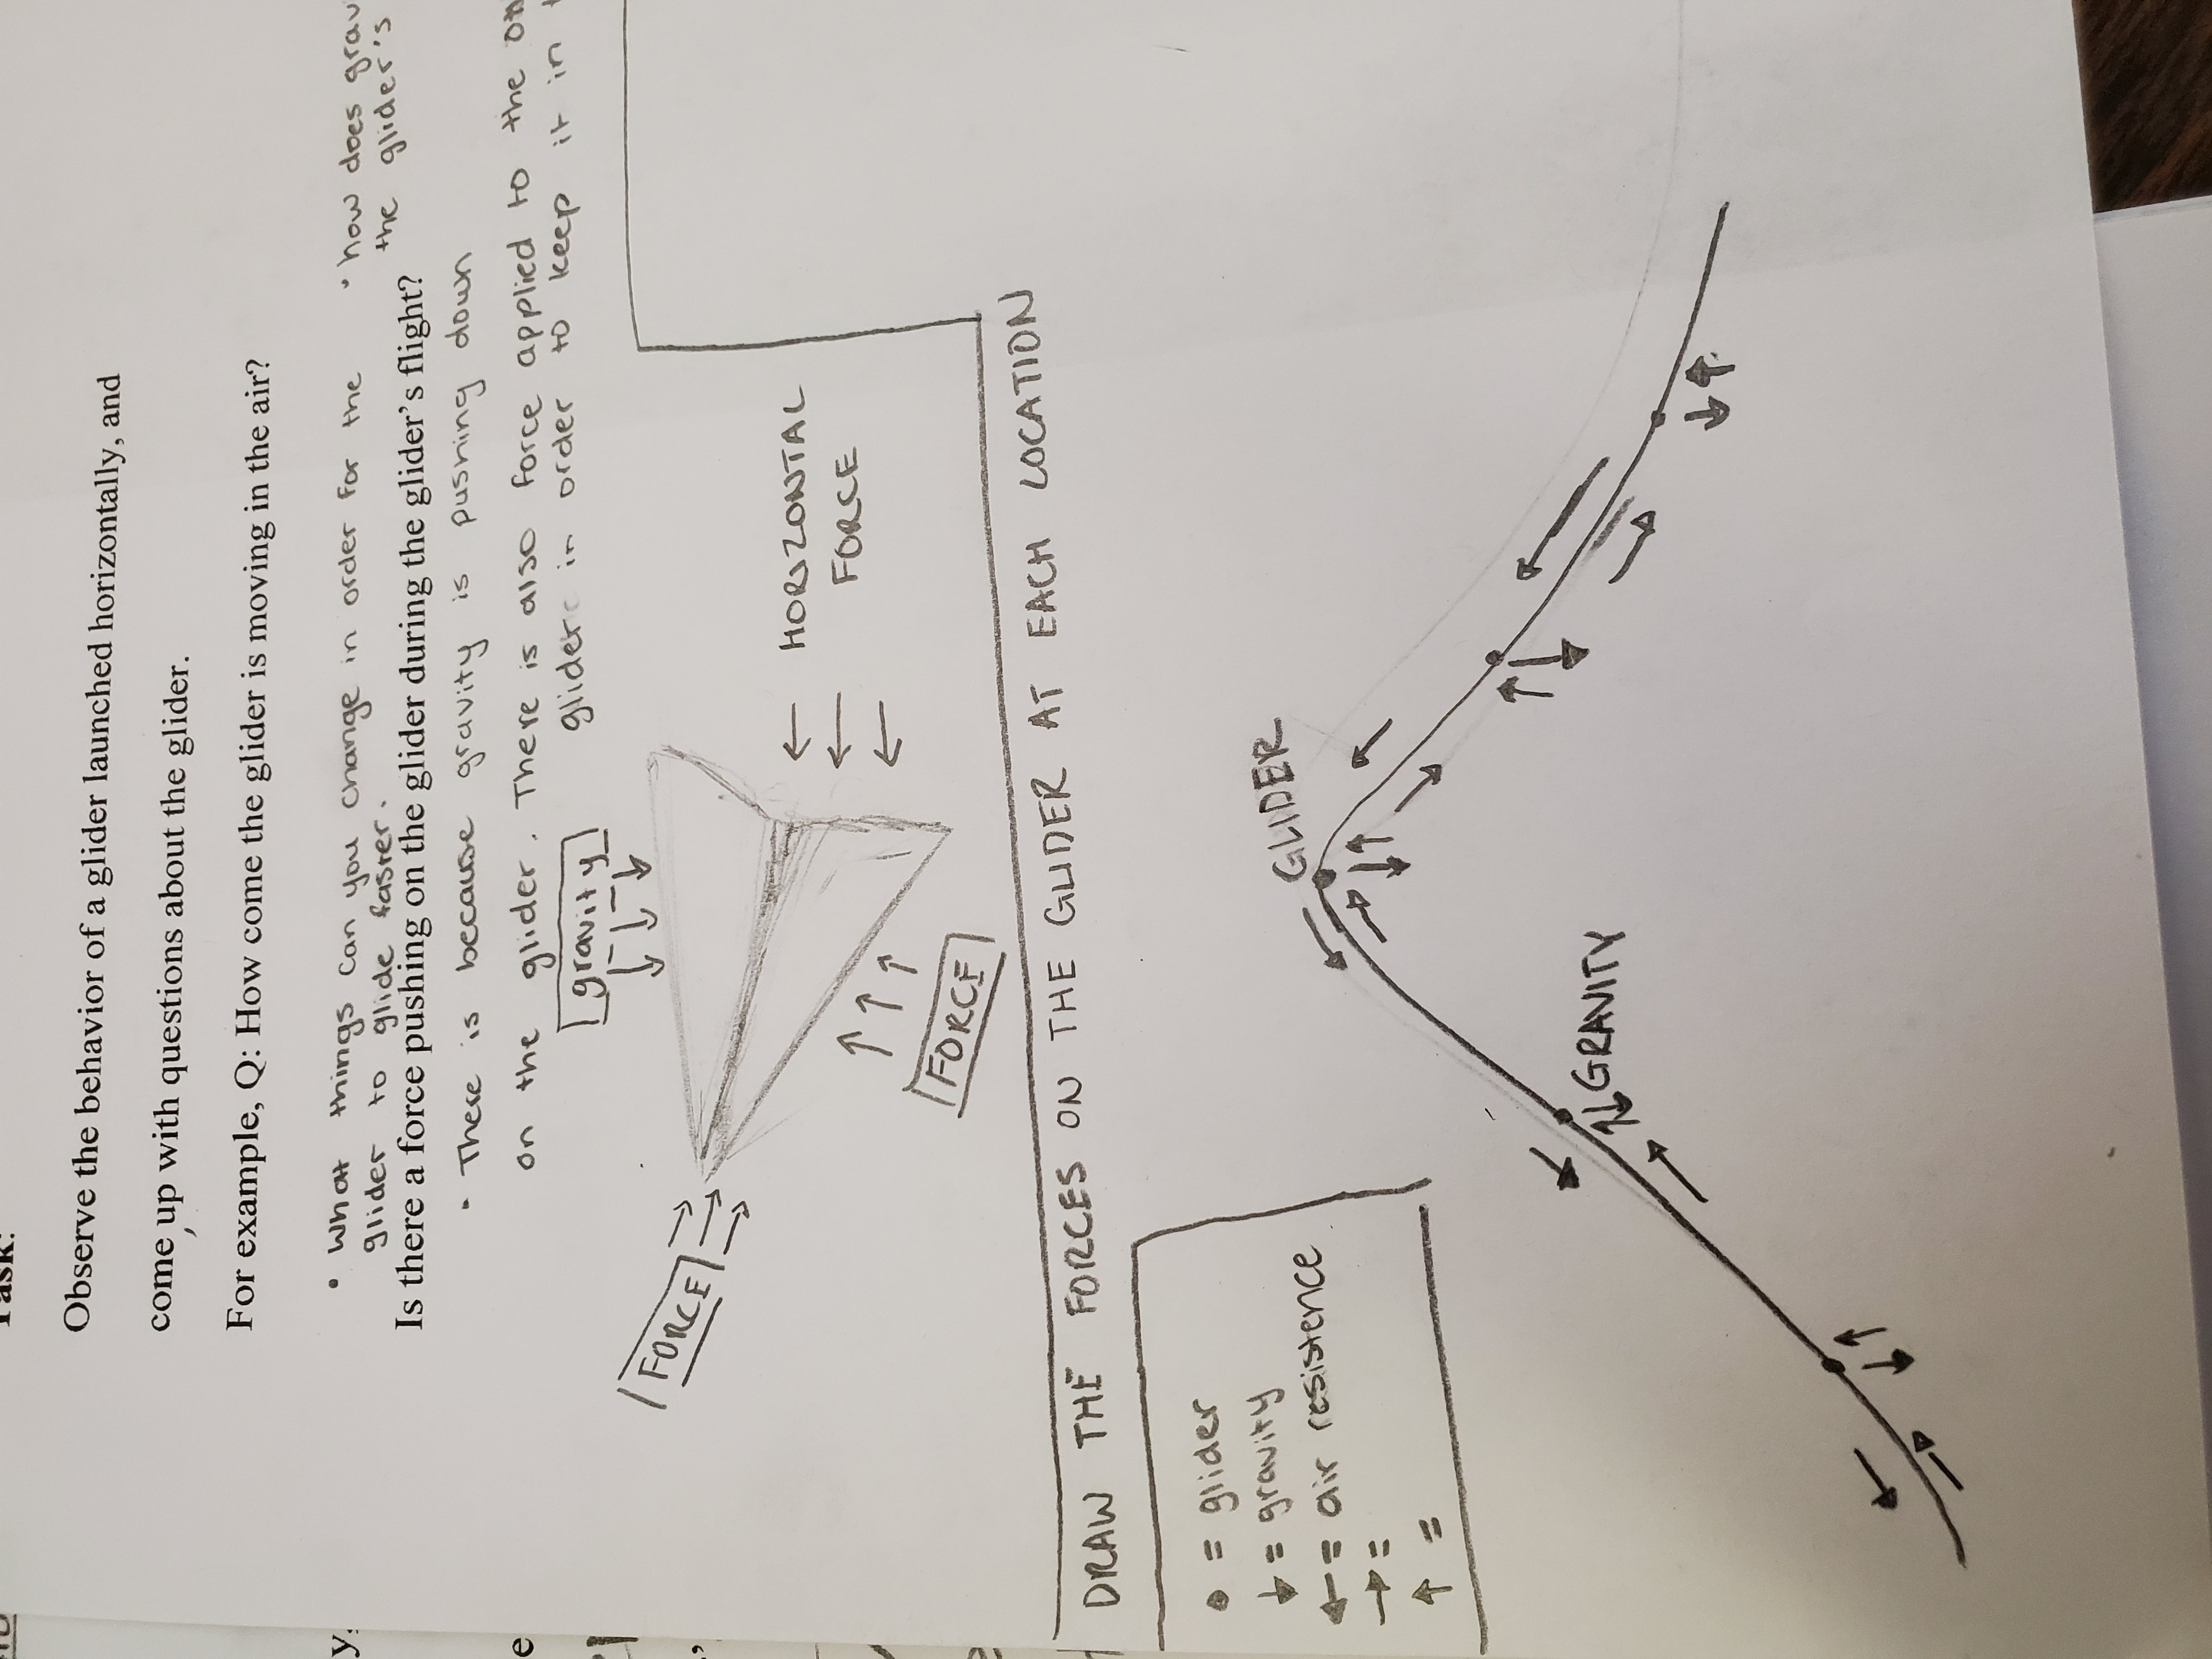 Task:
Observe the behavior of a glider launched horizontally, and
come up with questions about the glider.
For example, Q: How come the glider is moving in the air?
• What things can you change in order for the
glider to glide faster.
• how does grav
the glider's
Is there a force pushing on the glider during the glider's flight?
• There is because gravity is pushing down
on the glider. There is also force applied to the
glider in order to keep it in
gravity
FORCE
HORIZONTAL
FORCE
FORCE
DRAW THE FORCES ON THE GLIDER AT EACH LOCATION
• = glider
↓ = gravity
← = air resistence
→ =
↑ =
GLIDER
GRAVITY